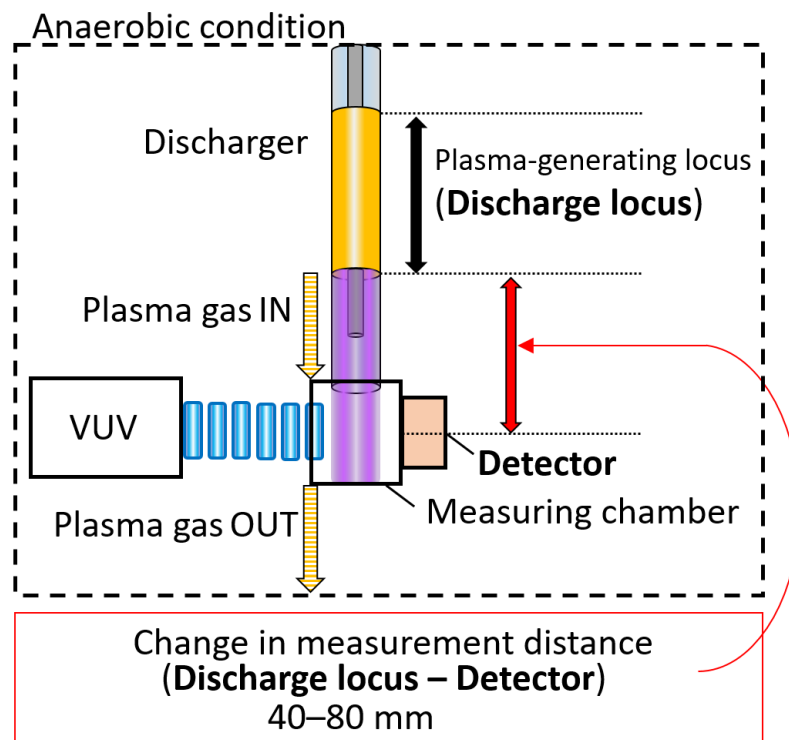 Anaerobic condition
Discharger
Plasma-generating locus
(Discharge locus)
Plasma gas IN
VUV
Detector
Plasma gas OUT
Measuring chamber
Change in measurement distance
(Discharge locus – Detector)
40–80 mm